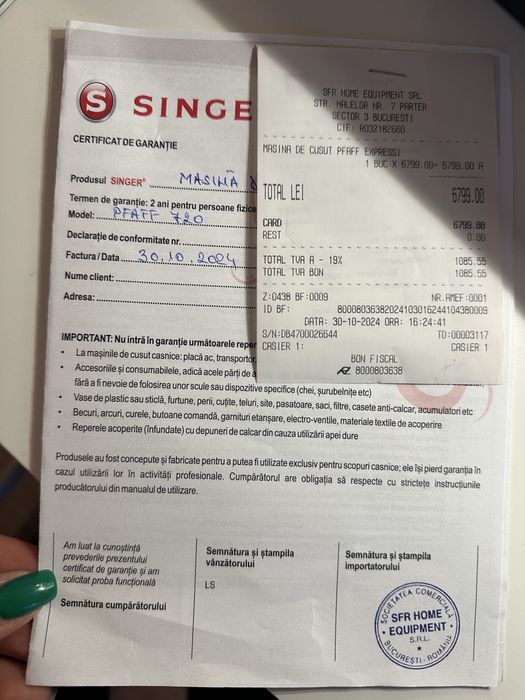 S SINGE
CERTIFICAT DE GARANȚIE
Produsul SINGER® MASINĂ
Termen de garanție: 2 ani pentru persoane fizice
Model: PFAFF 720
Declarație de conformitate nr.
Factura / Data 30.10.2024
Nume client:
Adresa:
SFR HOME EQUIPMENT SRL
STR. HALELOR NR. 7 PARTER
SECTOR 3 BUCURESTI
CIF: RO32182660
MASINA DE CUSUT PFAFF EXPRESSI
1 BUC X 6799.00= 6799.00 A
TOTAL LEI 6799.00
CARD 6799.00
REST 0.00
TOTAL TVA A - 19% 1085.55
TOTAL TVA BON 1085.55
Z:0438 BF:0009 NR.AMEF:0001
ID BF: 80008036382024103016244104380009
DATA: 30-10-2024 ORA: 16:24:41
S/N:DB4700026644 TD:00003117
CASIER 1: CASIER 1
BON FISCAL
8000803638
IMPORTANT: Nu intră în garanție următoarele reper
• La mașinile de cusut casnice: placă ac, transportor,
• Accesoriile și consumabile, adică acele părți de a
fără a fi nevoie de folosirea unor scule sau dispozitive specifice (chei, șurubelnițe etc)
• Vase de plastic sau sticlă, furtune, perii, cuțite, teluri, site, pasatoare, saci, filtre, casete anti-calcar, acumulatori etc
• Becuri, arcuri, curele, butoane comandă, garnituri etanșare, electro-ventile, materiale textile de acoperire
• Reperele acoperite (înfundate) cu depuneri de calcar din cauza utilizării apei dure
Produsele au fost concepute și fabricate pentru a putea fi utilizate exclusiv pentru scopuri casnice; ele își pierd garanția în
cazul utilizării lor în activități profesionale. Cumpărătorul are obligația să respecte cu strictețe instrucțiunile
producătorului din manualul de utilizare.
Am luat la cunoștință
prevederile prezentului
certificat de garanție și am
solicitat proba funcțională
Semnătura cumpărătorului
Semnătura și ștampila
vânzătorului
LS
Semnătura și ștampila
importatorului
SOCIETATEA COMERCIALĂ
SFR HOME
• EQUIPMENT •
S.R.L.
BUCUREȘTI - ROMÂNIA